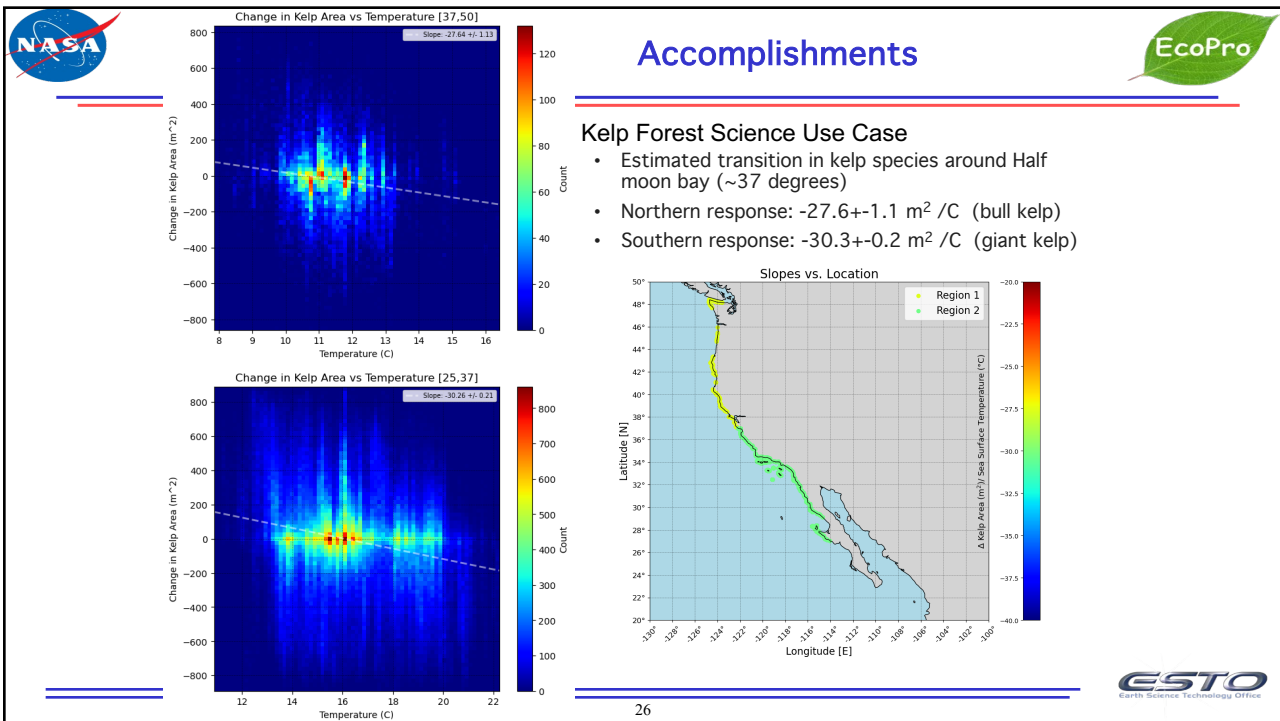 NASA
Accomplishments
EcoPro
Change in Kelp Area vs Temperature [37,50]
Slope: -27.64 +/- 1.13
Change in Kelp Area (m^2)
800
600
400
200
0
−200
−400
−600
−800
8 9 10 11 12 13 14 15 16
Temperature (C)
120
100
80
60
40
20
0
Count
Change in Kelp Area vs Temperature [25,37]
Slope: -30.26 +/- 0.21
Change in Kelp Area (m^2)
800
600
400
200
0
−200
−400
−600
−800
12 14 16 18 20 22
Temperature (C)
800
700
600
500
400
300
200
100
0
Count
Kelp Forest Science Use Case
• Estimated transition in kelp species around Half
moon bay (~37 degrees)
• Northern response: -27.6+-1.1 m² /C (bull kelp)
• Southern response: -30.3+-0.2 m² /C (giant kelp)
Slopes vs. Location
Region 1
Region 2
Latitude [N]
50°
48°
46°
44°
42°
40°
38°
36°
34°
32°
30°
28°
26°
24°
22°
20°
-130° -128° -126° -124° -122° -120° -118° -116° -114° -112° -110° -108° -106° -104° -102° -100°
Longitude [E]
−20.0
−22.5
−25.0
−27.5
−30.0
−32.5
−35.0
−37.5
−40.0
Δ Kelp Area (m²)/ Sea Surface Temperature (°C)
26
ESTO
Earth Science Technology Office